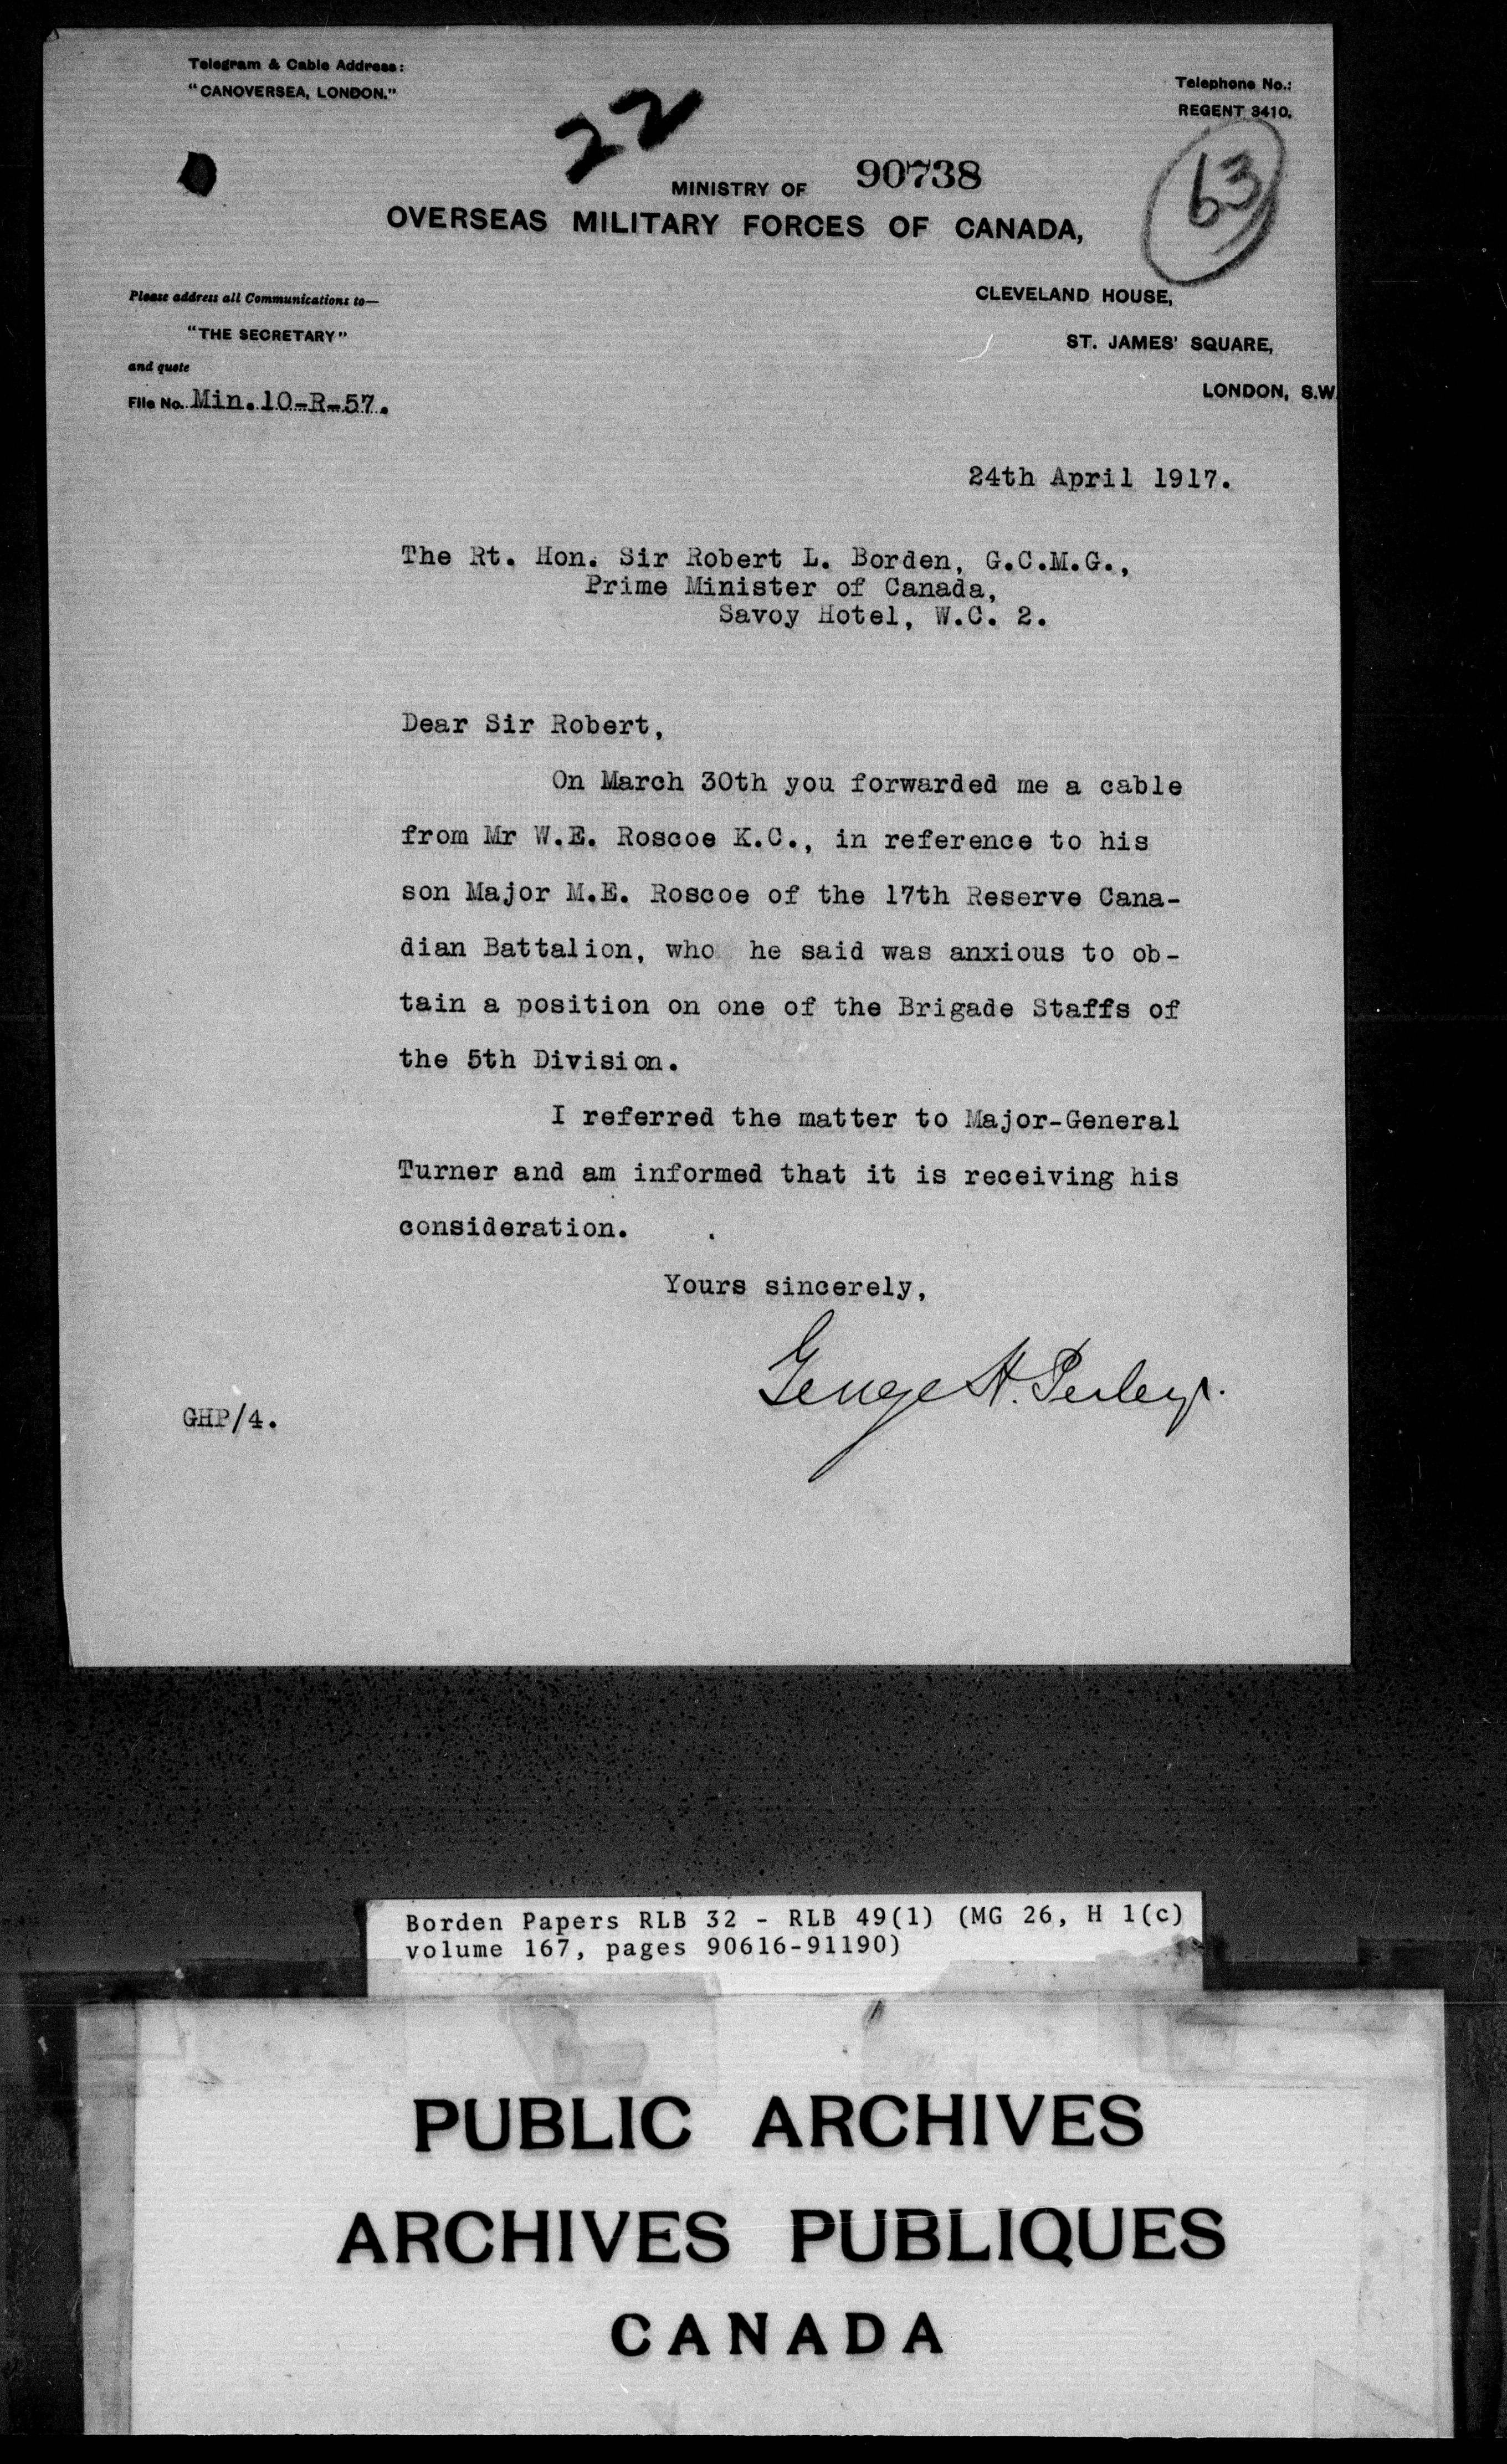 Telegram & Cable Address:
"CANOVERSEA, LONDON."
Telephone No.:
REGENT 3410.
22
63
MINISTRY OF 90738
OVERSEAS MILITARY FORCES OF CANADA,
Please address all Communications to—
"THE SECRETARY"
and quote
File No. Min.10-R-57.
CLEVELAND HOUSE,
ST. JAMES' SQUARE,
LONDON, S.W.
24th April 1917.
The Rt. Hon. Sir Robert L. Borden, G.C.M.G.,
Prime Minister of Canada,
Savoy Hotel, W.C. 2.
Dear Sir Robert,
On March 30th you forwarded me a cable
from Mr W.E. Roscoe K.C., in reference to his
son Major M.E. Roscoe of the 17th Reserve Cana-
dian Battalion, who he said was anxious to ob-
tain a position on one of the Brigade Staffs of
the 5th Division.
I referred the matter to Major-General
Turner and am informed that it is receiving his
consideration.
Yours sincerely,
George H. Perley.
GHP/4.
Borden Papers RLB 32 - RLB 49(1) (MG 26, H 1(c)
volume 167, pages 90616-91190)
PUBLIC ARCHIVES
ARCHIVES PUBLIQUES
CANADA